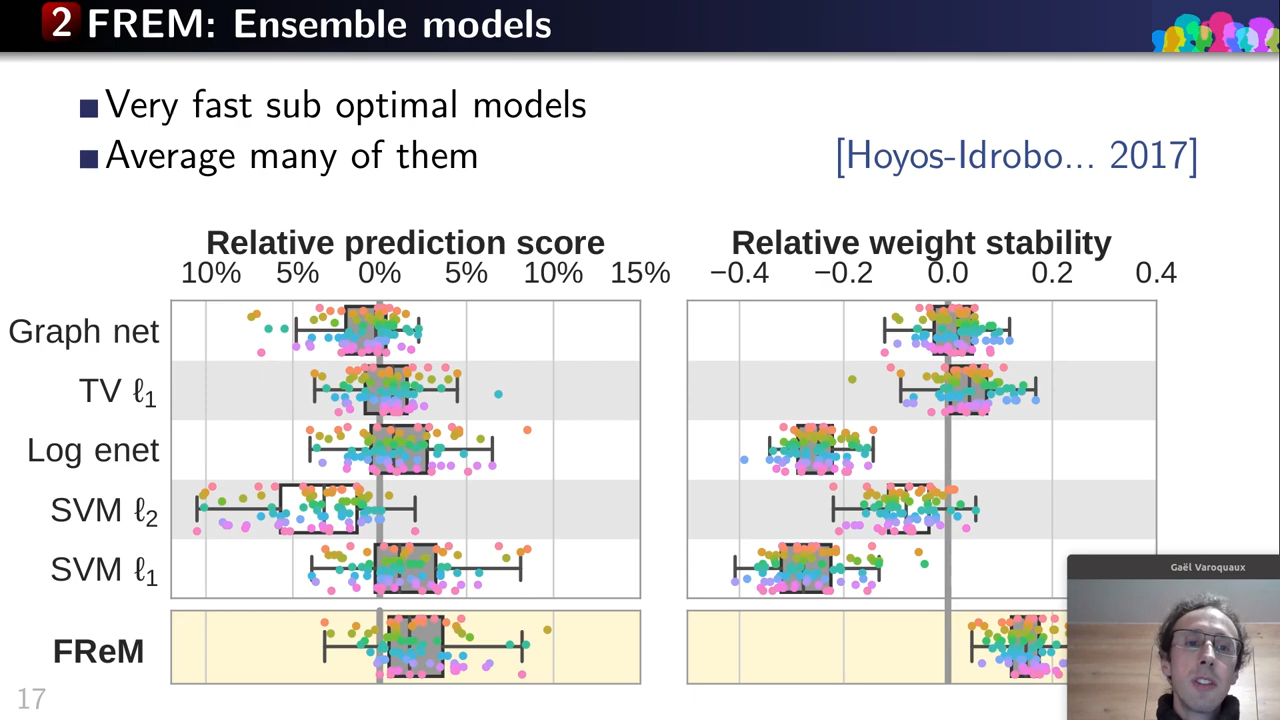 2 FREM: Ensemble models
Very fast sub optimal models
Average many of them
[Hoyos-Idrobo... 2017]
Relative prediction score
10% 5% 0% 5% 10% 15%
Relative weight stability
−0.4 −0.2 0.0 0.2 0.4
Graph net
TV ℓ1
Log enet
SVM ℓ2
SVM ℓ1
FReM
Gaël Varoquaux
17